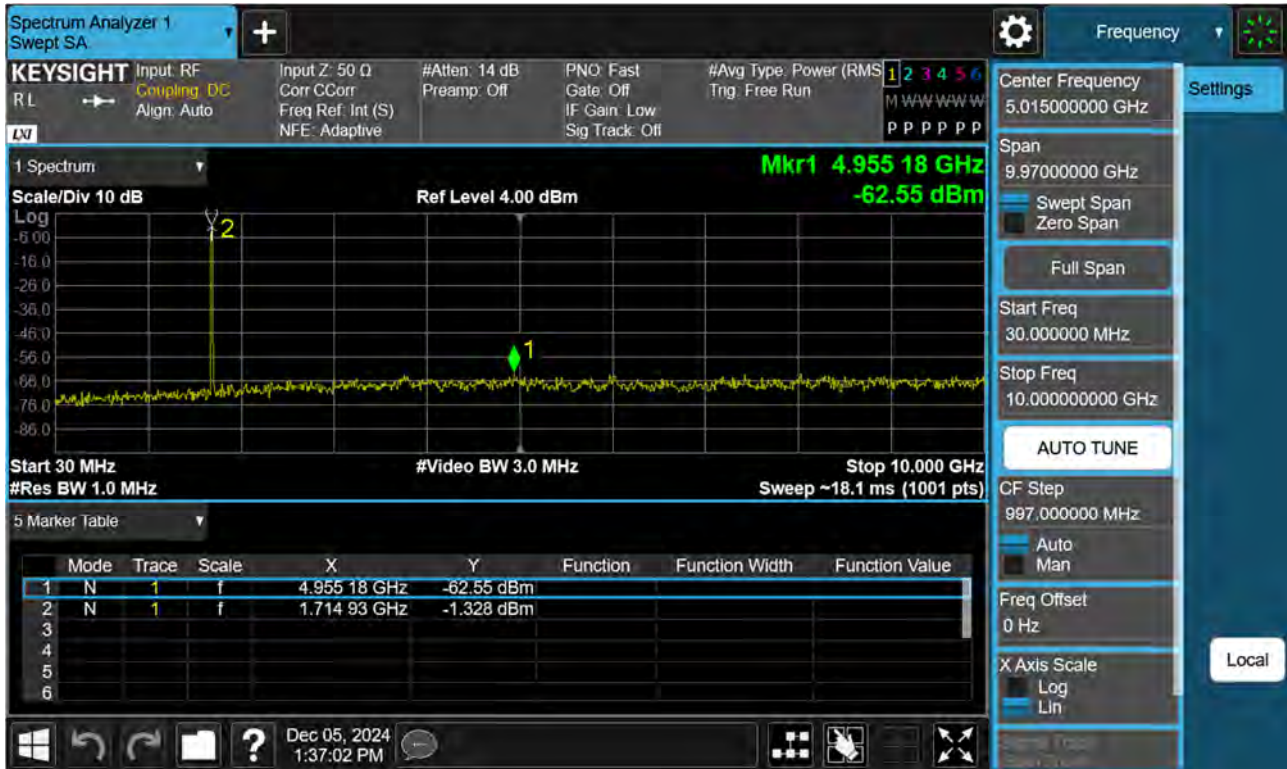 Spectrum Analyzer 1
Swept SA
Frequency
KEYSIGHT
RL
LXI
Input: RF
Coupling: DC
Align: Auto
Input Z: 50 Ω
Corr CCorr
Freq Ref: Int (S)
NFE: Adaptive
#Atten: 14 dB
Preamp: Off
PNO: Fast
Gate: Off
IF Gain: Low
Sig Track: Off
#Avg Type: Power (RMS
Trig: Free Run
1 2 3 4 5 6
M W W W W W
P P P P P P
1 Spectrum
Scale/Div 10 dB
Ref Level 4.00 dBm
Mkr1 4.955 18 GHz
-62.55 dBm
Log
-6.00
-16.0
-26.0
-36.0
-46.0
-56.0
-66.0
-76.0
-86.0
2
1
Start 30 MHz
#Video BW 3.0 MHz
Stop 10.000 GHz
#Res BW 1.0 MHz
Sweep ~18.1 ms (1001 pts)
5 Marker Table
Mode Trace Scale X Y Function Function Width Function Value
1 N 1 f 4.955 18 GHz -62.55 dBm
2 N 1 f 1.714 93 GHz -1.328 dBm
3
4
5
6
Dec 05, 2024
1:37:02 PM
Center Frequency
5.015000000 GHz
Settings
Span
9.97000000 GHz
Swept Span
Zero Span
Full Span
Start Freq
30.000000 MHz
Stop Freq
10.000000000 GHz
AUTO TUNE
CF Step
997.000000 MHz
Auto
Man
Freq Offset
0 Hz
X Axis Scale
Log
Lin
Local